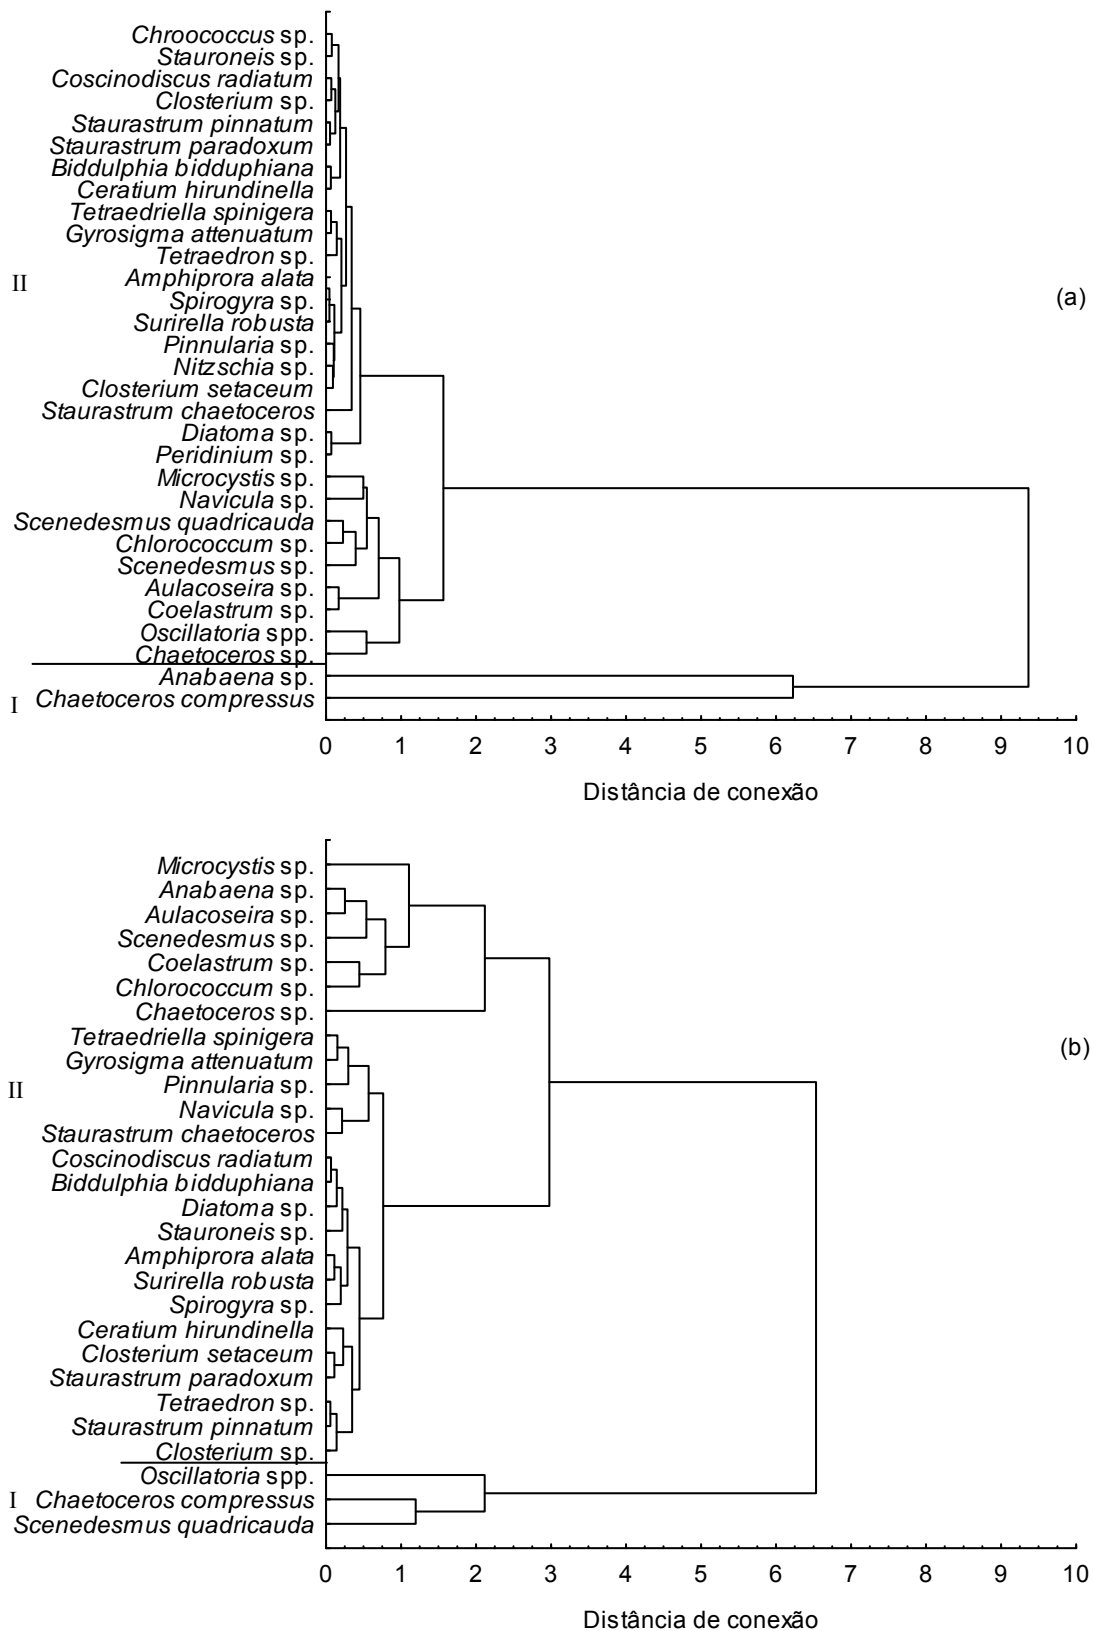 Chroococcus sp.
Stauroneis sp.
Coscinodiscus radiatum
Closterium sp.
Staurastrum pinnatum
Staurastrum paradoxum
Biddulphia bidduphiana
Ceratium hirundinella
Tetraedriella spinigera
Gyrosigma attenuatum
Tetraedron sp.
Amphiprora alata
II
(a)
Spirogyra sp.
Surirella robusta
Pinnularia sp.
Nitzschia sp.
Closterium setaceum
Staurastrum chaetoceros
Diatoma sp.
Peridinium sp.
Microcystis sp.
Navicula sp.
Scenedesmus quadricauda
Chlorococcum sp.
Scenedesmus sp.
Aulacoseira sp.
Coelastrum sp.
Oscillatoria spp.
Chaetoceros sp.
Anabaena sp.
I Chaetoceros compressus
0 1 2 3 4 5 6 7 8 9 10
Distância de conexão
Microcystis sp.
Anabaena sp.
Aulacoseira sp.
Scenedesmus sp.
Coelastrum sp.
Chlorococcum sp.
Chaetoceros sp.
Tetraedriella spinigera
(b)
Gyrosigma attenuatum
Pinnularia sp.
II
Navicula sp.
Staurastrum chaetoceros
Coscinodiscus radiatum
Biddulphia bidduphiana
Diatoma sp.
Stauroneis sp.
Amphiprora alata
Surirella robusta
Spirogyra sp.
Ceratium hirundinella
Closterium setaceum
Staurastrum paradoxum
Tetraedron sp.
Staurastrum pinnatum
Closterium sp.
Oscillatoria spp.
I Chaetoceros compressus
Scenedesmus quadricauda
0 1 2 3 4 5 6 7 8 9 10
Distância de conexão